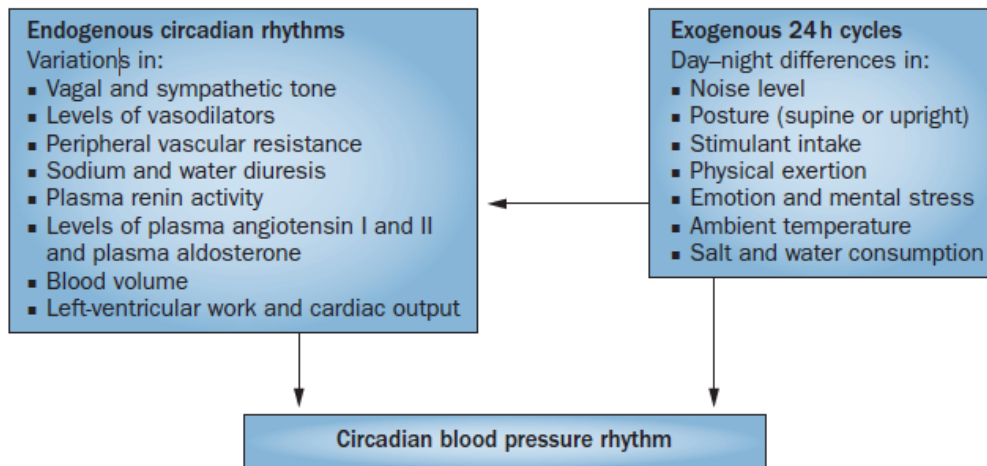 Endogenous circadian rhythms
Variations in:
▪ Vagal and sympathetic tone
▪ Levels of vasodilators
▪ Peripheral vascular resistance
▪ Sodium and water diuresis
▪ Plasma renin activity
▪ Levels of plasma angiotensin I and II
and plasma aldosterone
▪ Blood volume
▪ Left-ventricular work and cardiac output
Exogenous 24 h cycles
Day–night differences in:
▪ Noise level
▪ Posture (supine or upright)
▪ Stimulant intake
▪ Physical exertion
▪ Emotion and mental stress
▪ Ambient temperature
▪ Salt and water consumption
Circadian blood pressure rhythm